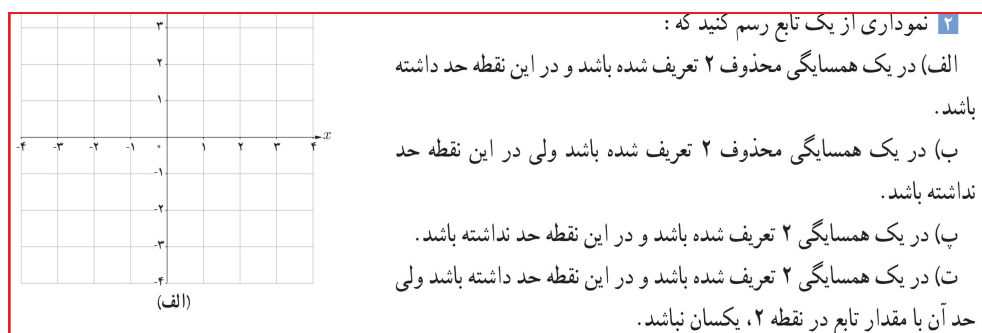 ۲ نموداری از یک تابع رسم کنید که :
الف) در یک همسایگی محذوف ۲ تعریف شده باشد و در این نقطه حد داشته
باشد.
ب) در یک همسایگی محذوف ۲ تعریف شده باشد ولی در این نقطه حد
نداشته باشد.
پ) در یک همسایگی ۲ تعریف شده باشد و در این نقطه حد نداشته باشد.
ت) در یک همسایگی ۲ تعریف شده باشد و در این نقطه حد داشته باشد ولی
حد آن با مقدار تابع در نقطه ۲، یکسان نباشد.
۳
۲
۱
x
-۴ -۳ -۲ -۱ ۰ ۱ ۲ ۳ ۴
-۱
-۲
-۳
-۴
(الف)